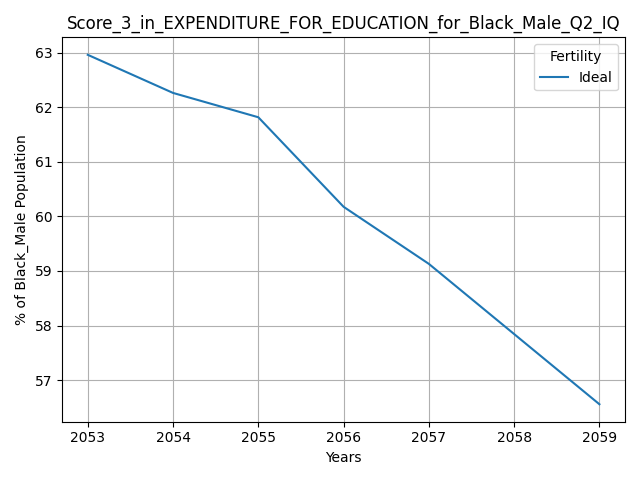 Score_3_in_EXPENDITURE_FOR_EDUCATION_for_Black_Male_Q2_IQ
Fertility
Ideal
63
62
61
60
59
58
57
% of Black_Male Population
2053 2054 2055 2056 2057 2058 2059
Years